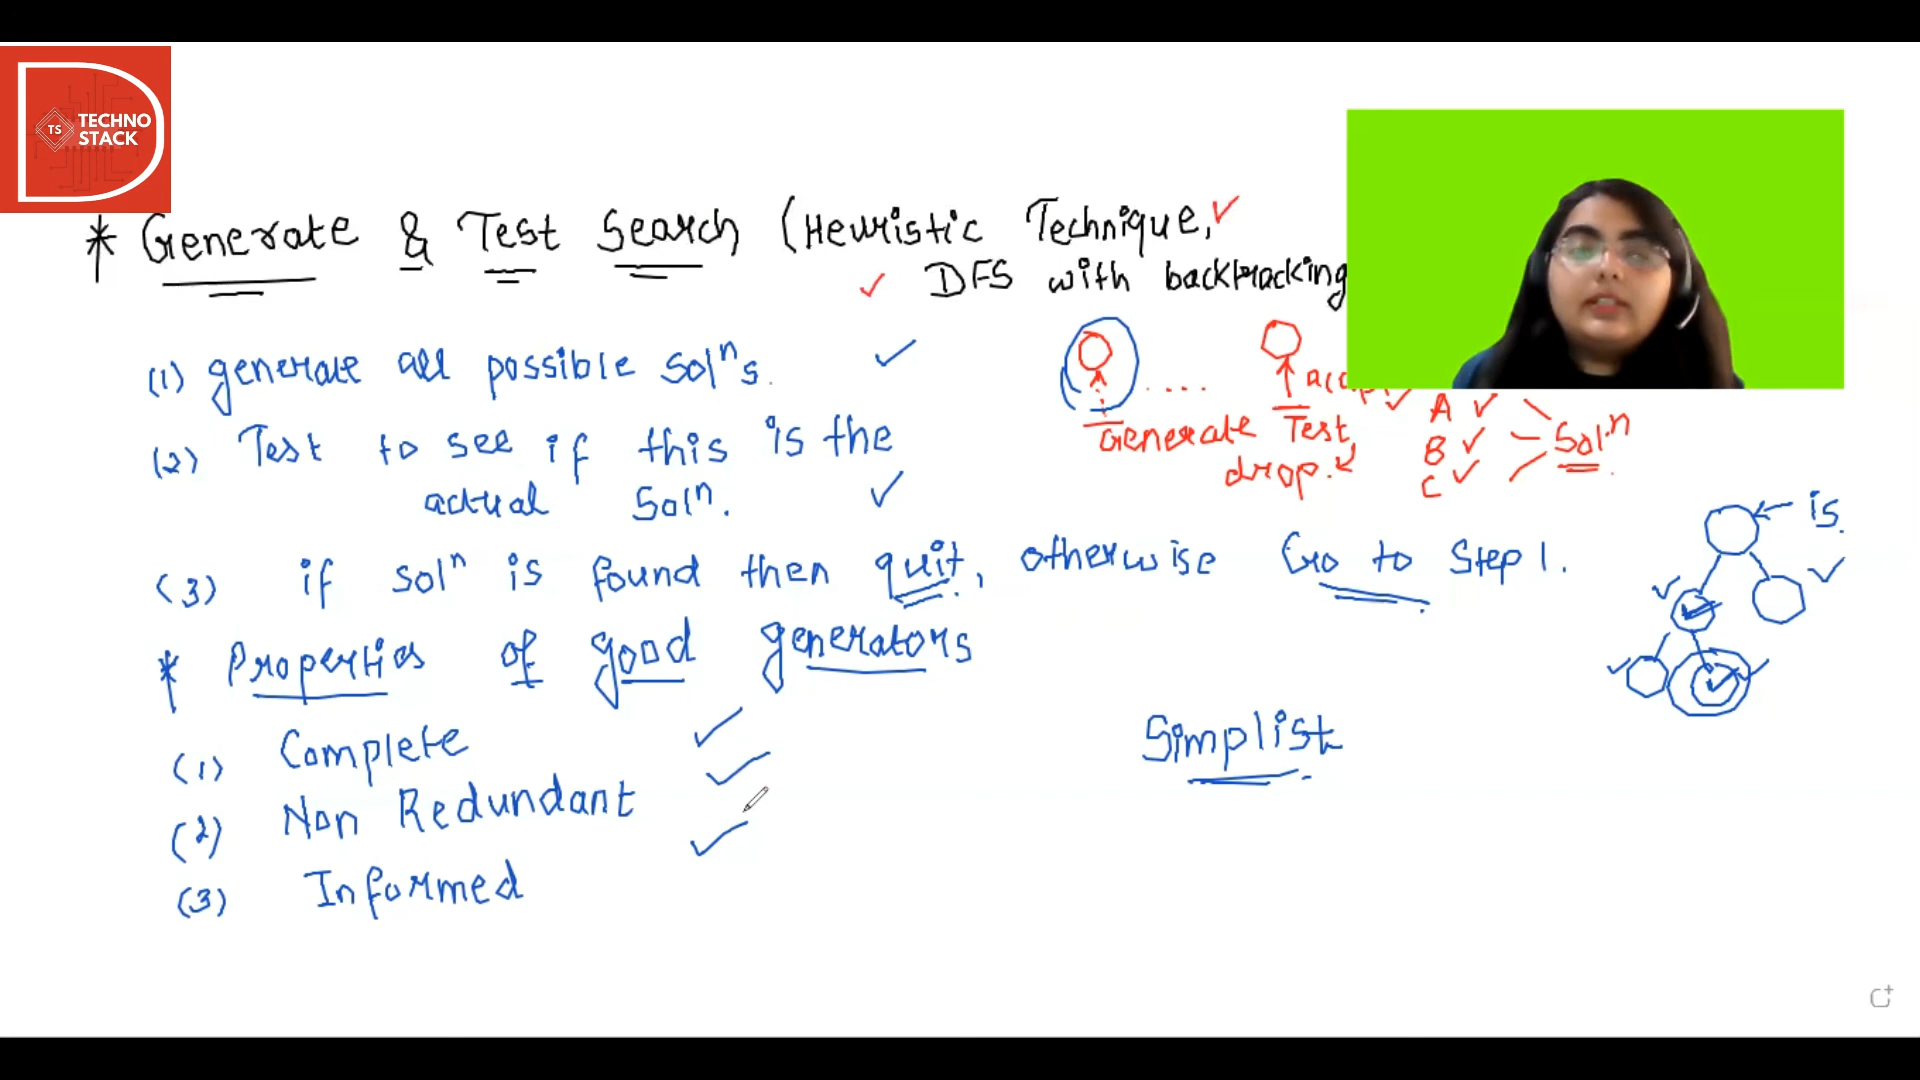 TECHNO
STACK
TS
* Generate & Test Search (Heuristic Technique,
DFS with backtracking
(1) generate all possible solⁿs.
(2) Test to see if this is the
actual Solⁿ.
Generate Test,
drop.
A
B
C
Solⁿ
is.
(3) if solⁿ is found then quit, otherwise Go to Step 1.
* Properties of good generators
(1) Complete
(2) Non Redundant
(3) Informed
Simplist